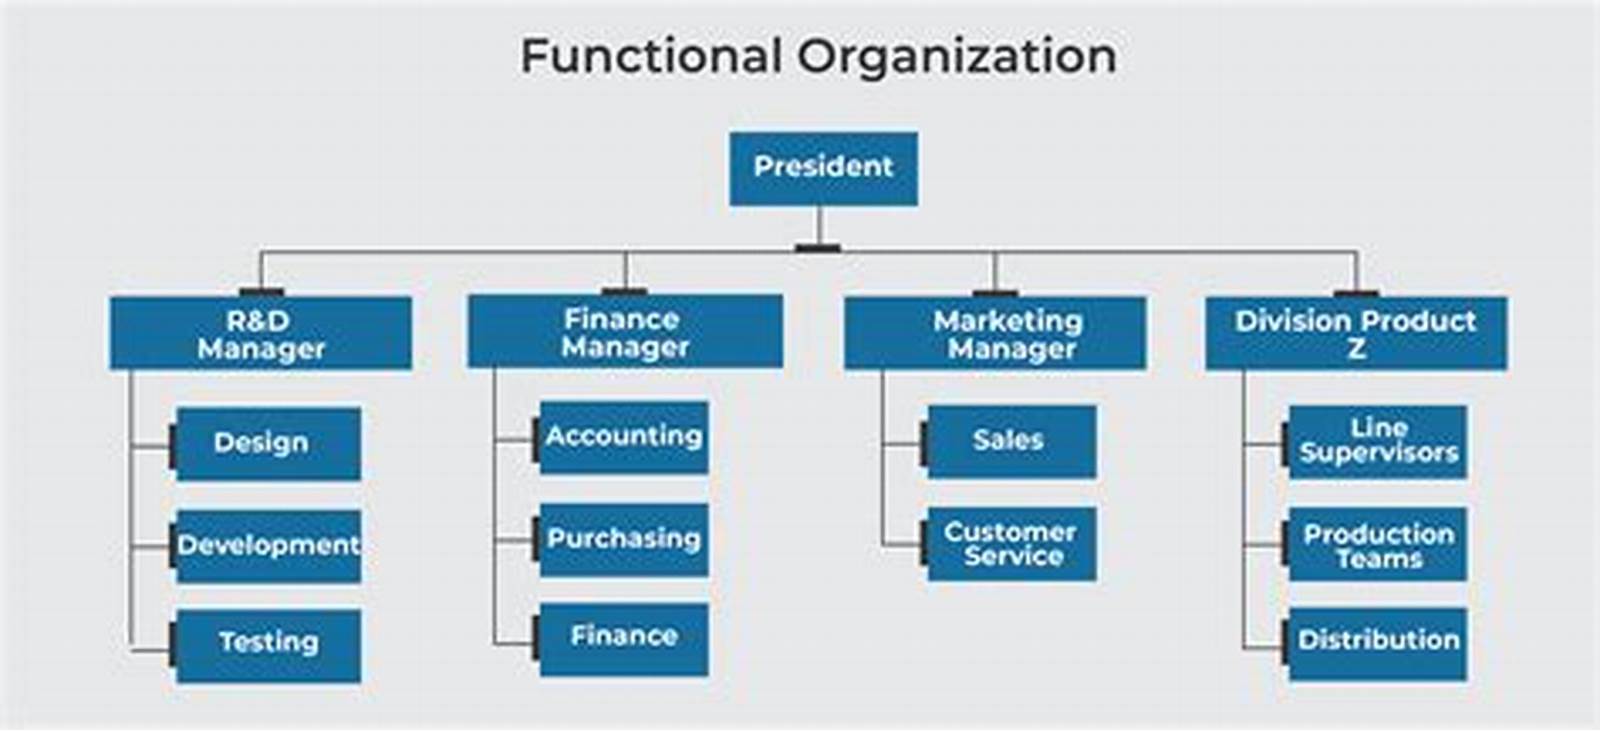 Functional Organization
President
R&D
Manager
Design
Development
Testing
Finance
Manager
Accounting
Purchasing
Finance
Marketing
Manager
Sales
Customer
Service
Division Product
Z
Line
Supervisors
Production
Teams
Distribution